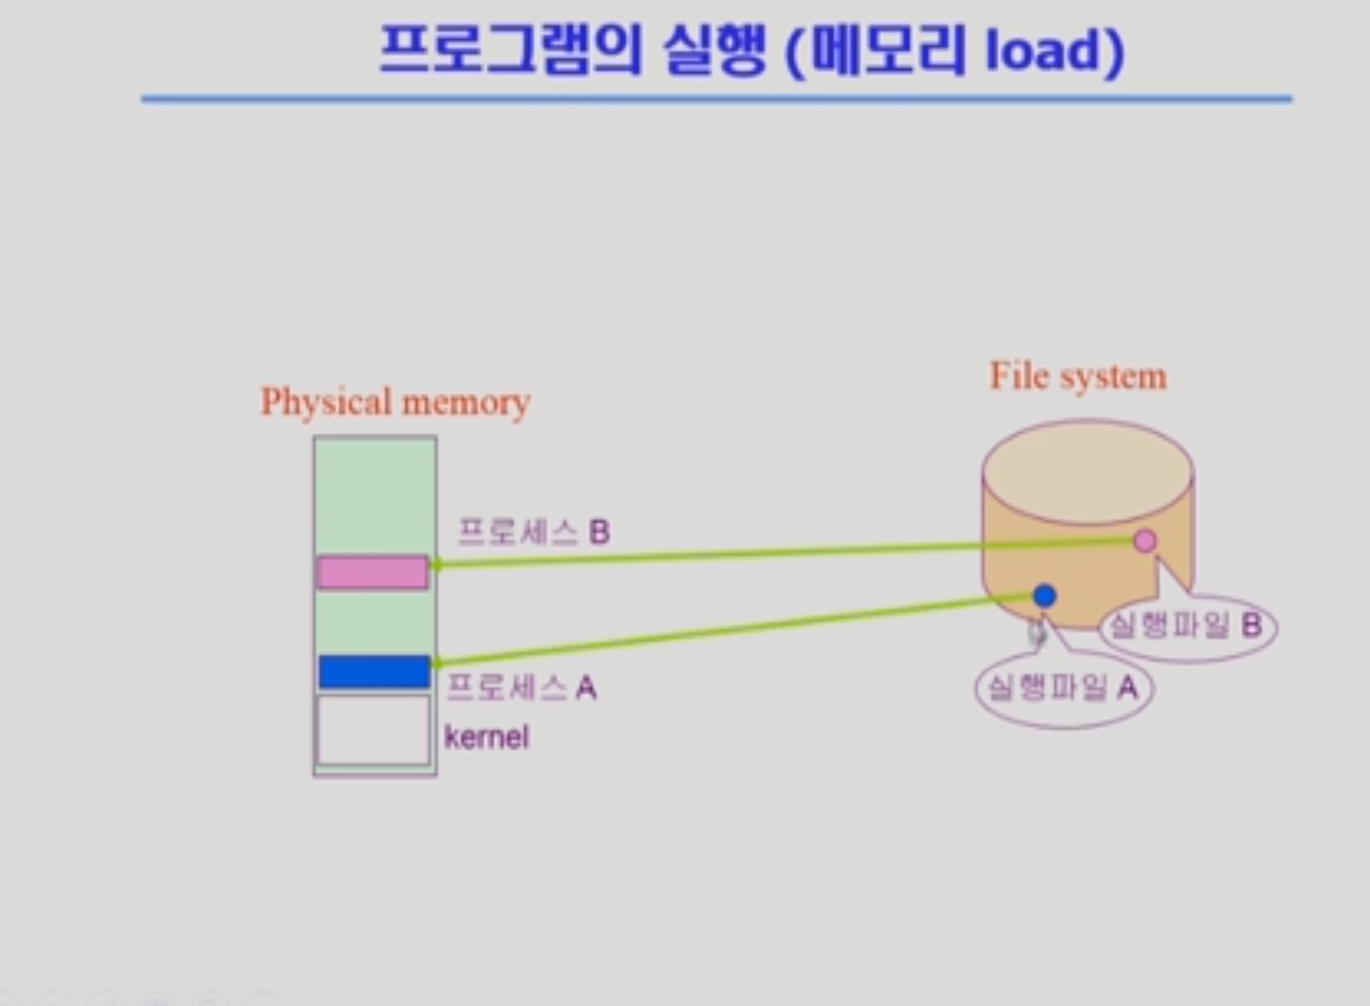 프로그램의 실행 (메모리 load)
Physical memory
File system
프로세스 B
실행파일 B
프로세스 A
실행파일 A
kernel